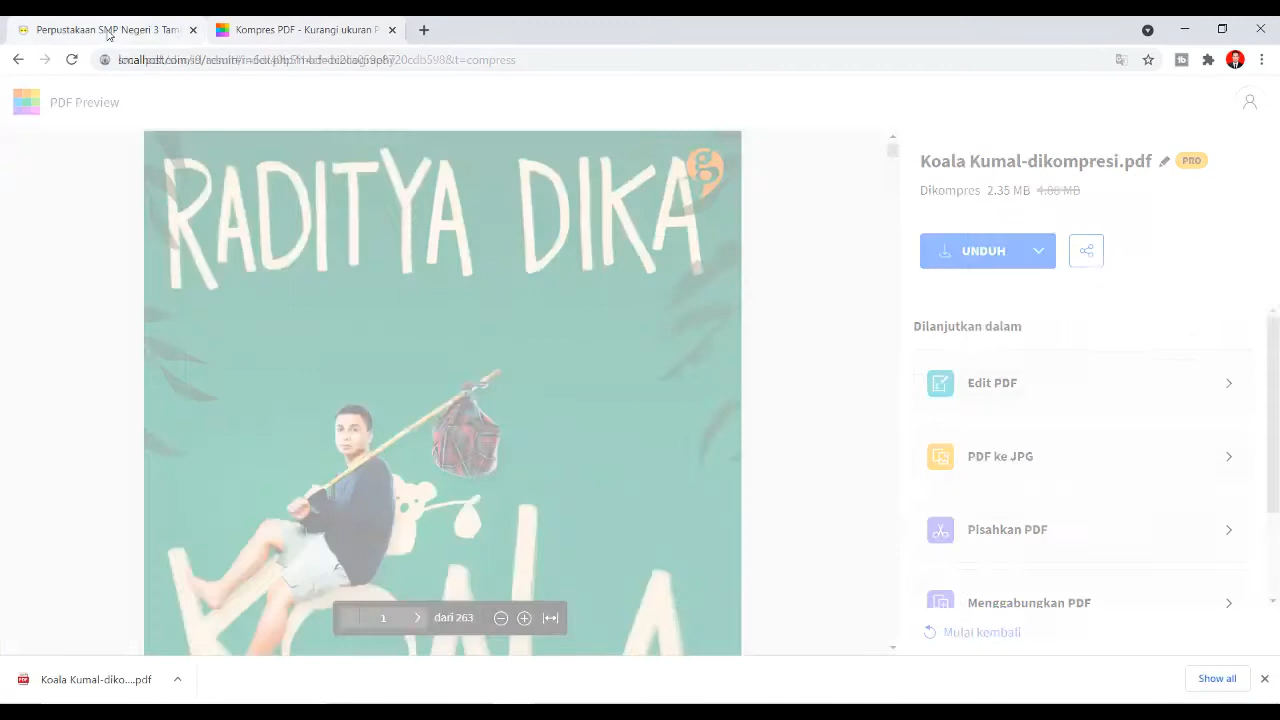 Perpustakaan SMP Negeri 3 Tam
Kompres PDF - Kurangi ukuran P
PDF Preview
RADITYA DIKA
g
KOALA
1 dari 263
Koala Kumal-dikompresi.pdf PRO
Dikompres 2.35 MB 4.88 MB
UNDUH
Dilanjutkan dalam
Edit PDF
PDF ke JPG
Pisahkan PDF
Menggabungkan PDF
Mulai kembali
Koala Kumal-diko....pdf
Show all